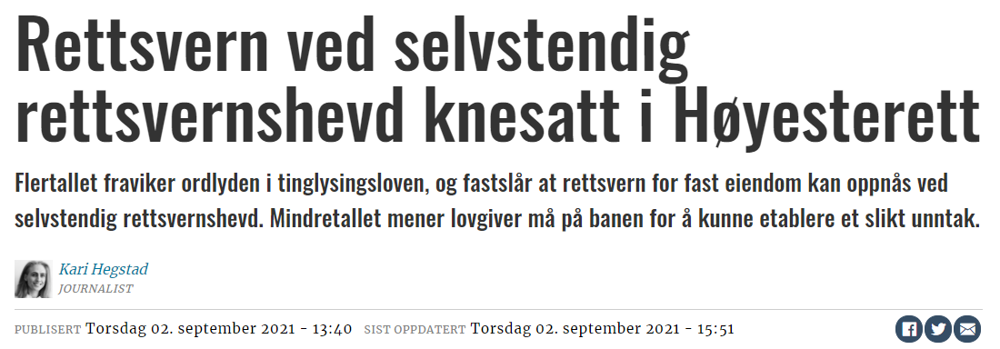 Rettsvern ved selvstendig
rettsvernshevd knesatt i Høyesterett
Flertallet fraviker ordlyden i tinglysingsloven, og fastslår at rettsvern for fast eiendom kan oppnås ved
selvstendig rettsvernshevd. Mindretallet mener lovgiver må på banen for å kunne etablere et slikt unntak.
Kari Hegstad
JOURNALIST
PUBLISERT Torsdag 02. september 2021 - 13:40 SIST OPPDATERT Torsdag 02. september 2021 - 15:51